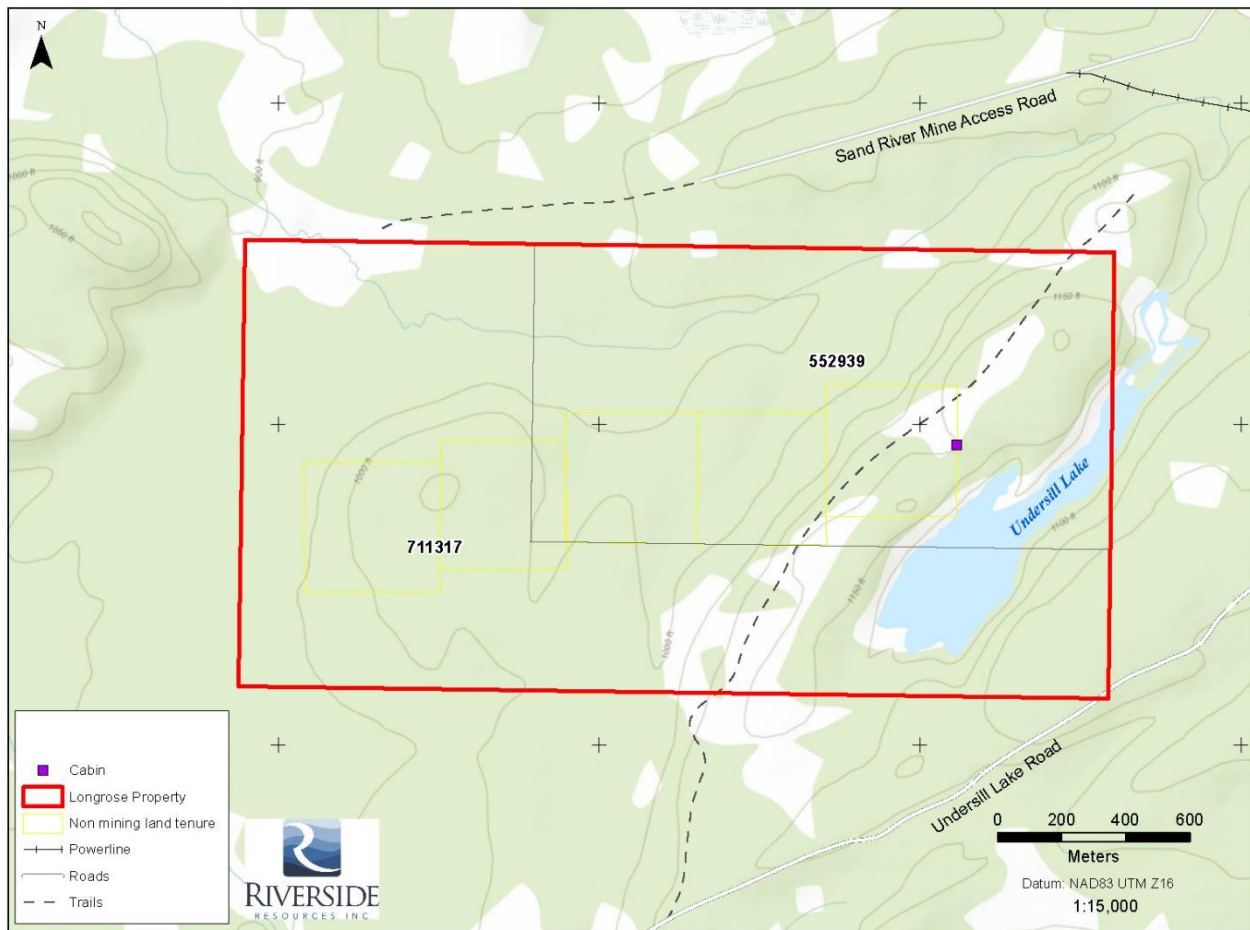 N
Sand River Mine Access Road
900 ft
1000 ft
1050 ft
1100 ft
1150 ft
552939
1000 ft
Undersill Lake
1100 ft
711317
1150 ft
1000 ft
Undersill Lake Road
Cabin
Longrose Property
Non mining land tenure
Powerline
Roads
Trails
R
RIVERSIDE
RESOURCES INC
0 200 400 600
Meters
Datum: NAD83 UTM Z16
1:15,000